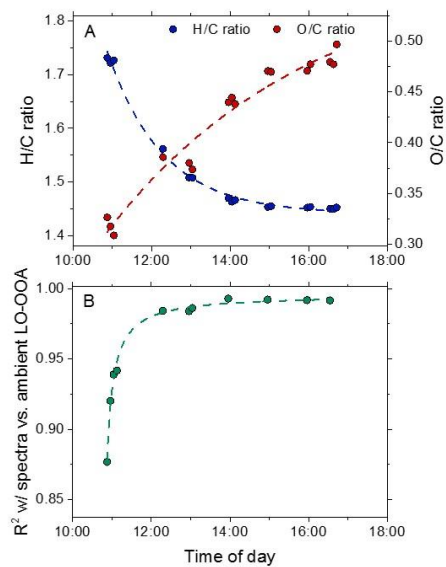 A
H/C ratio
O/C ratio
1.8
1.7
1.6
1.5
1.4
H/C ratio
0.50
0.45
0.40
0.35
0.30
O/C ratio
10:00 12:00 14:00 16:00 18:00
B
1.00
0.95
0.90
0.85
R² w/ spectra vs. ambient LO-OOA
10:00 12:00 14:00 16:00 18:00
Time of day